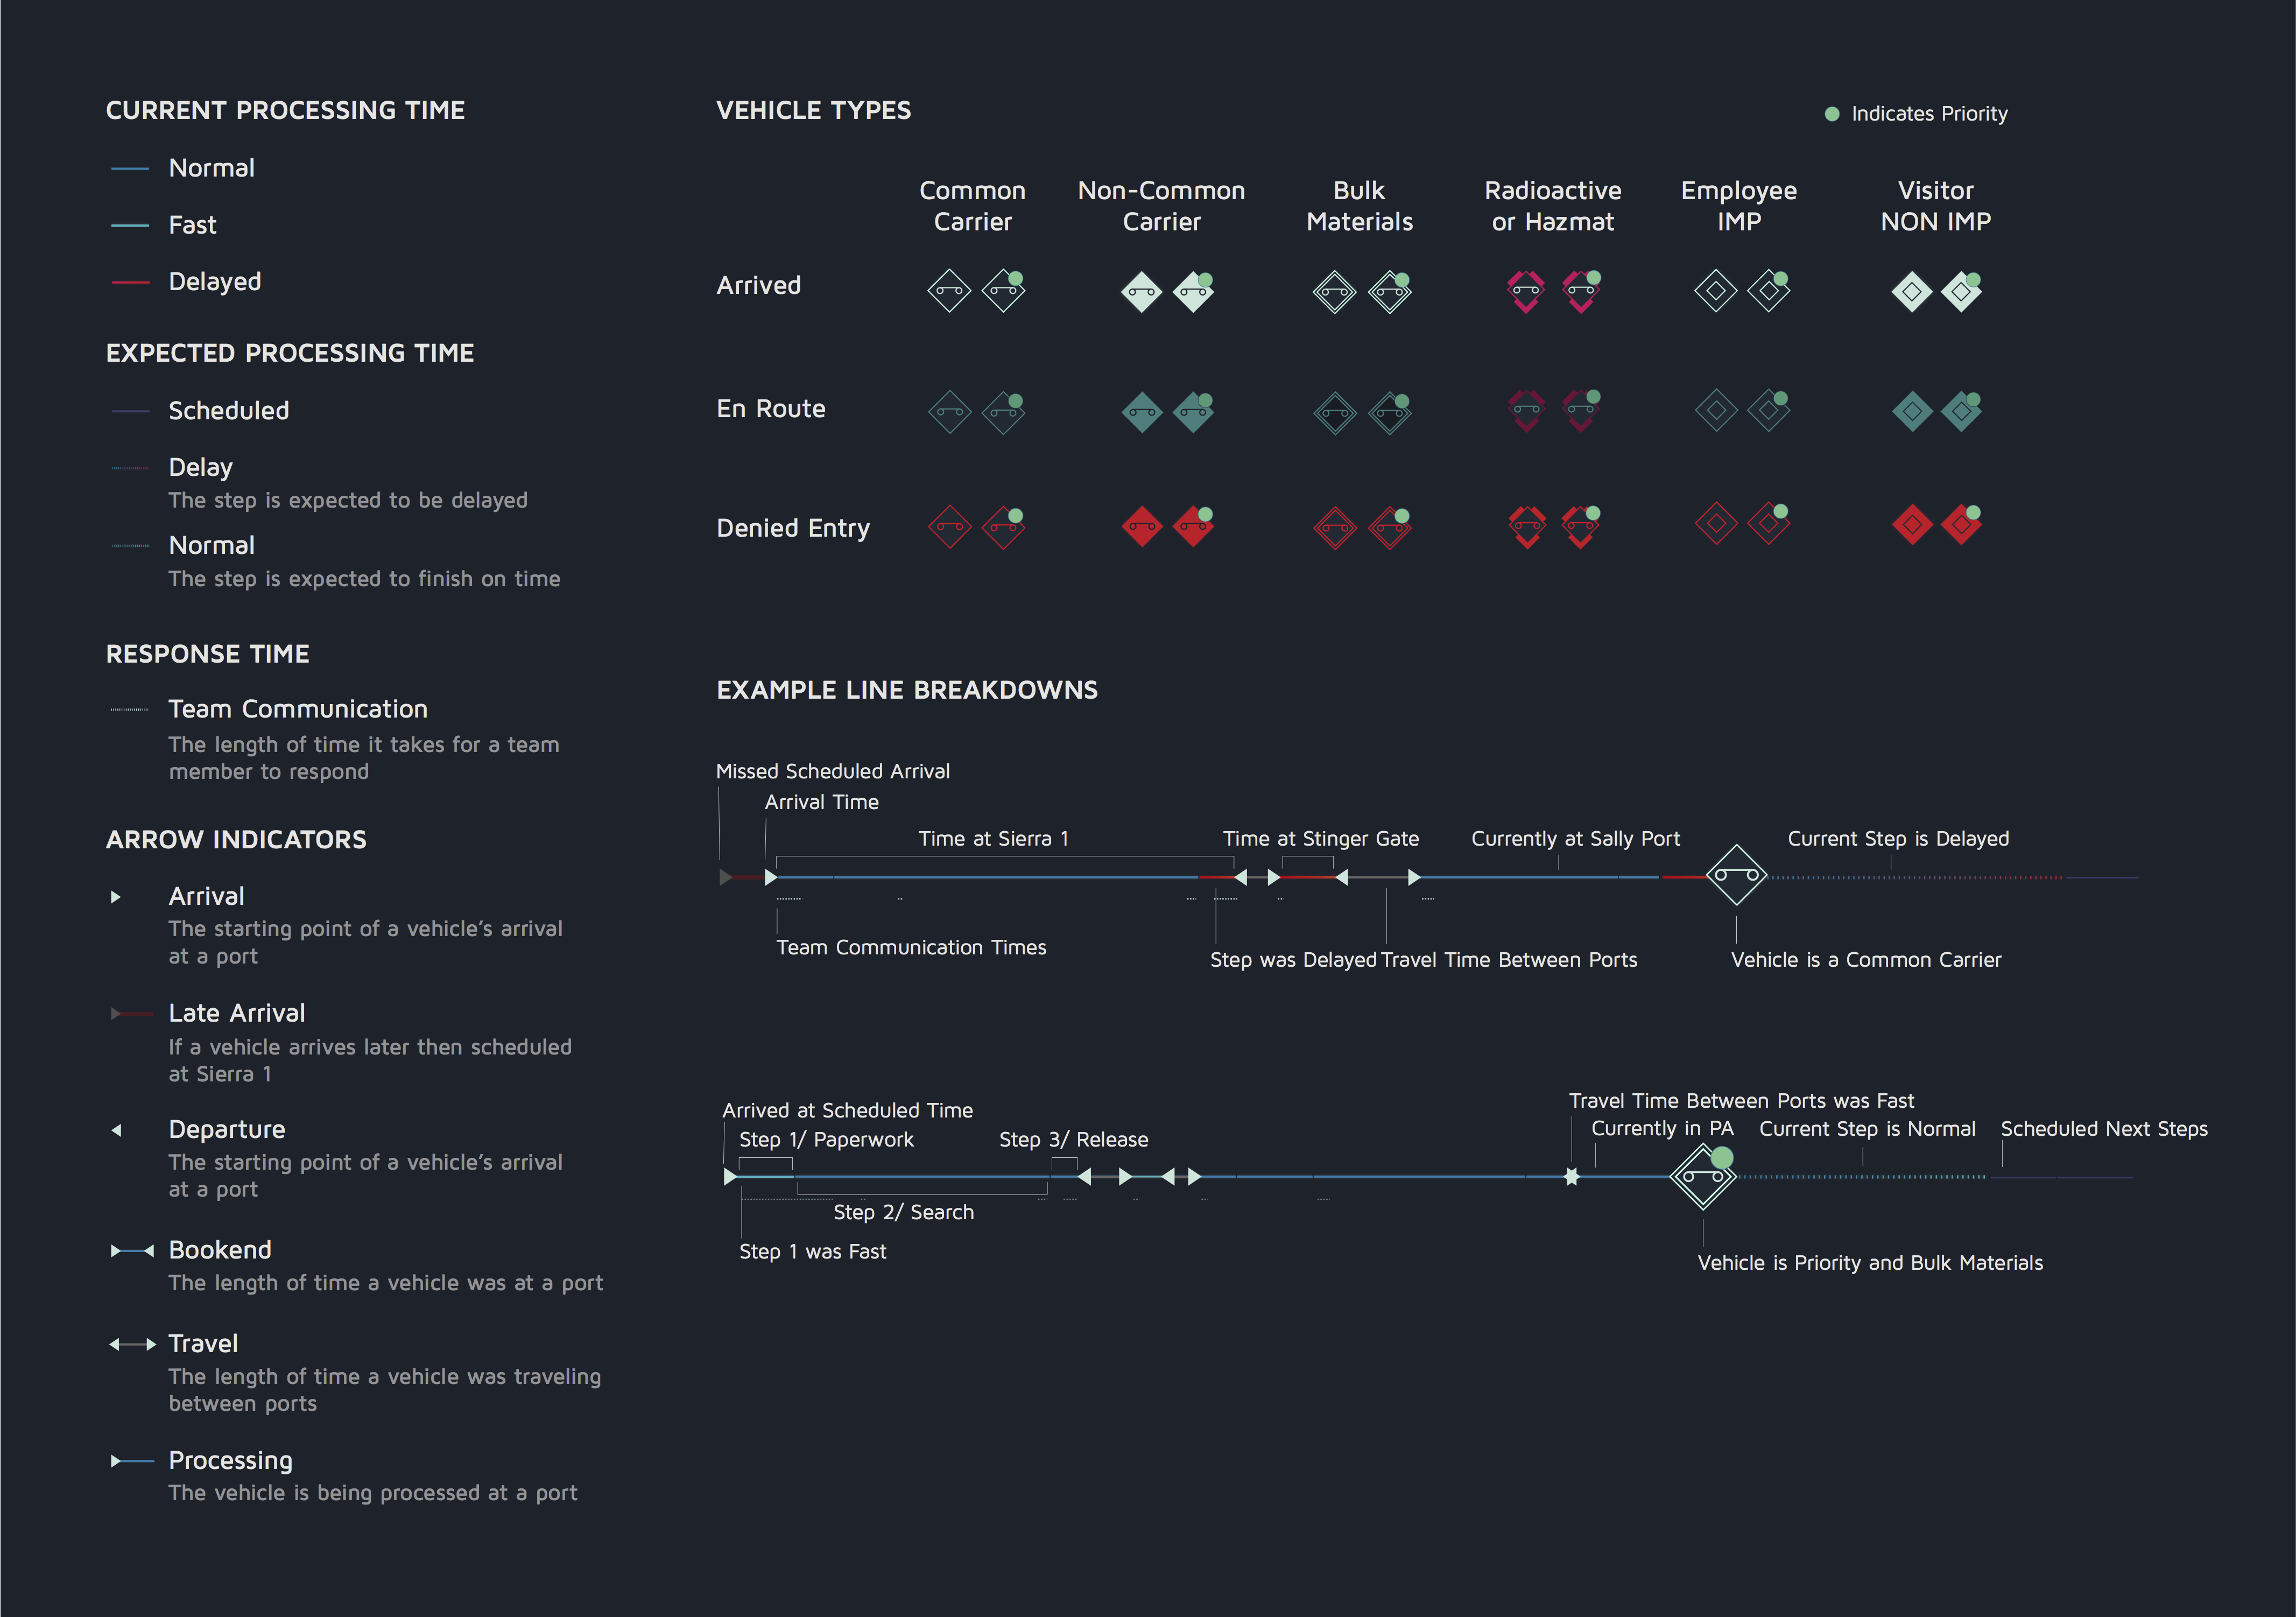 CURRENT PROCESSING TIME
Normal
Fast
Delayed
EXPECTED PROCESSING TIME
Scheduled
Delay
The step is expected to be delayed
Normal
The step is expected to finish on time
RESPONSE TIME
Team Communication
The length of time it takes for a team
member to respond
ARROW INDICATORS
Arrival
The starting point of a vehicle's arrival
at a port
Late Arrival
If a vehicle arrives later then scheduled
at Sierra 1
Departure
The starting point of a vehicle's arrival
at a port
Bookend
The length of time a vehicle was at a port
Travel
The length of time a vehicle was traveling
between ports
Processing
The vehicle is being processed at a port
VEHICLE TYPES
Indicates Priority
Common
Carrier
Non-Common
Carrier
Bulk
Materials
Radioactive
or Hazmat
Employee
IMP
Visitor
NON IMP
Arrived
En Route
Denied Entry
EXAMPLE LINE BREAKDOWNS
Missed Scheduled Arrival
Arrival Time
Time at Sierra 1
Time at Stinger Gate
Currently at Sally Port
Current Step is Delayed
Team Communication Times
Step was Delayed
Travel Time Between Ports
Vehicle is a Common Carrier
Arrived at Scheduled Time
Step 1/ Paperwork
Step 3/ Release
Travel Time Between Ports was Fast
Currently in PA
Current Step is Normal
Scheduled Next Steps
Step 2/ Search
Step 1 was Fast
Vehicle is Priority and Bulk Materials